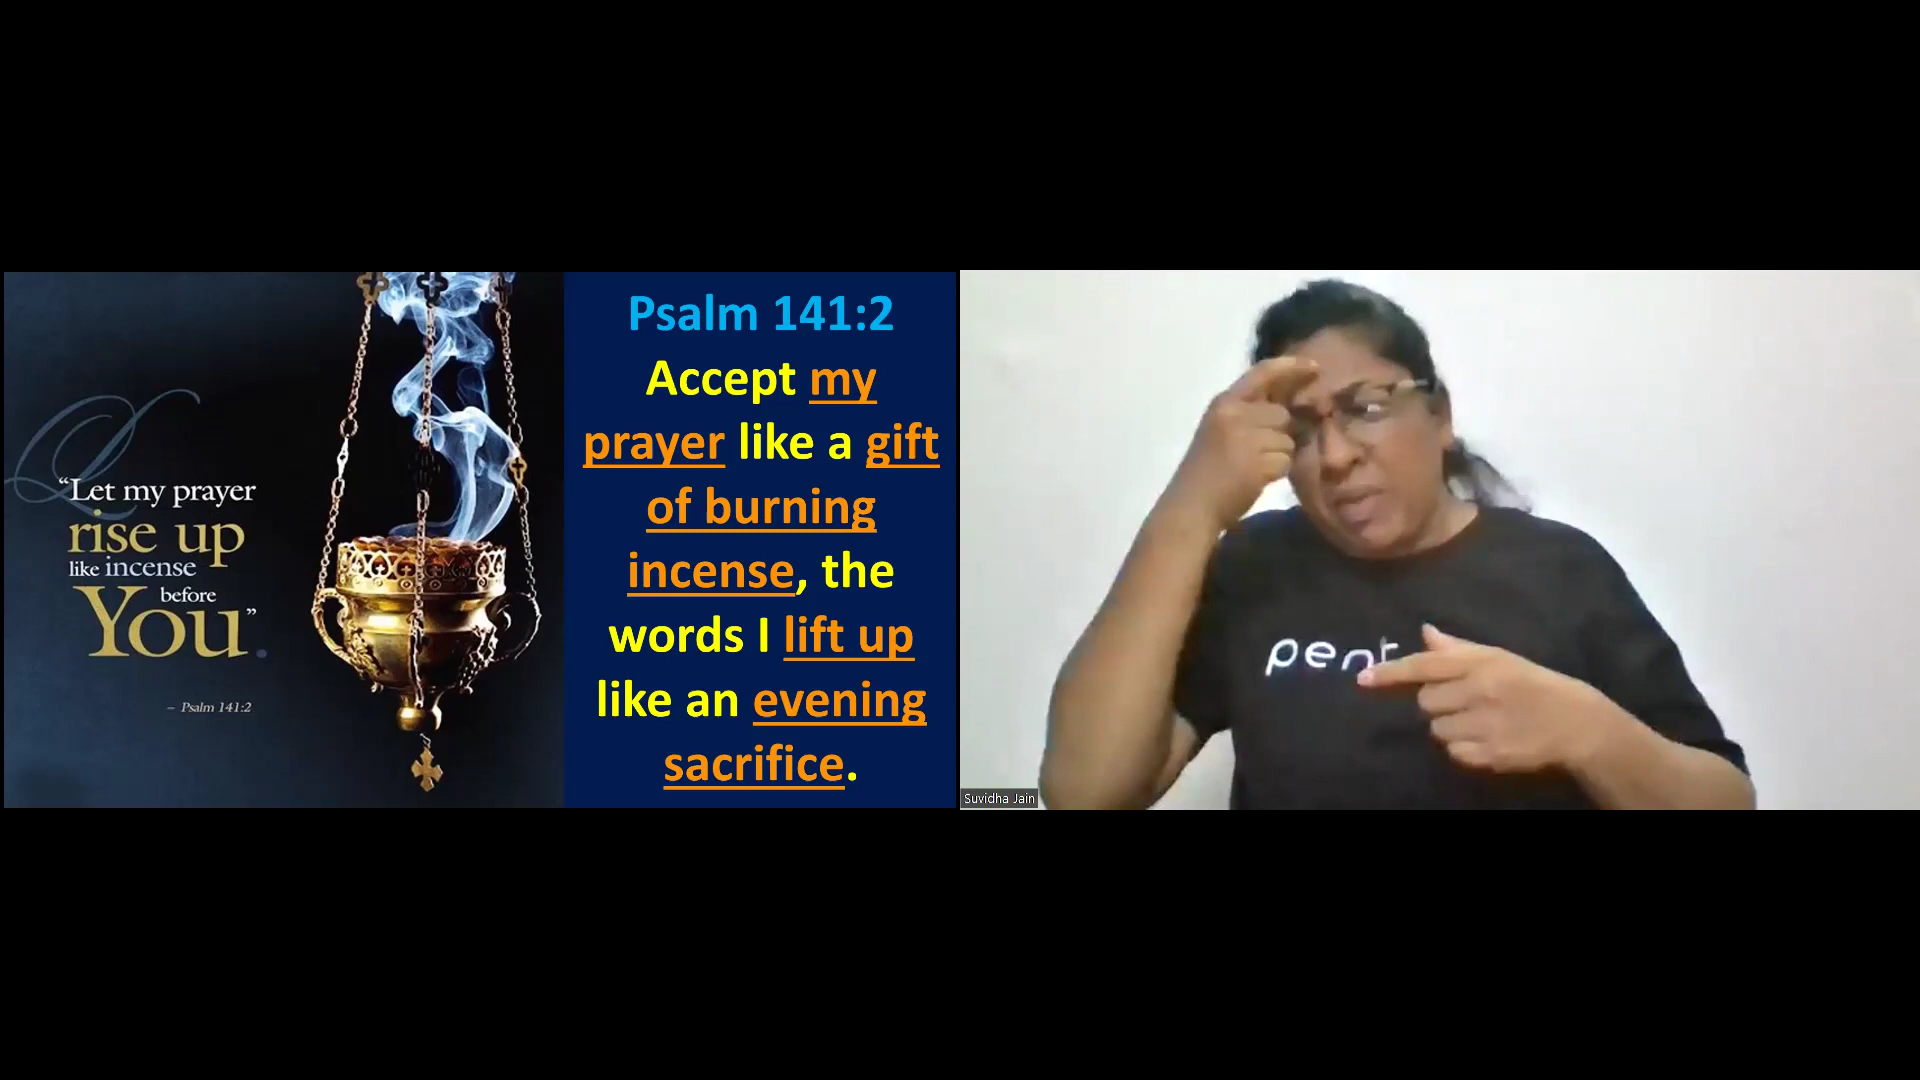 “Let my prayer
rise up
like incense
before
You.”
– Psalm 141:2
Psalm 141:2
Accept my
prayer like a gift
of burning
incense, the
words I lift up
like an evening
sacrifice.
pent
Suvidha Jain